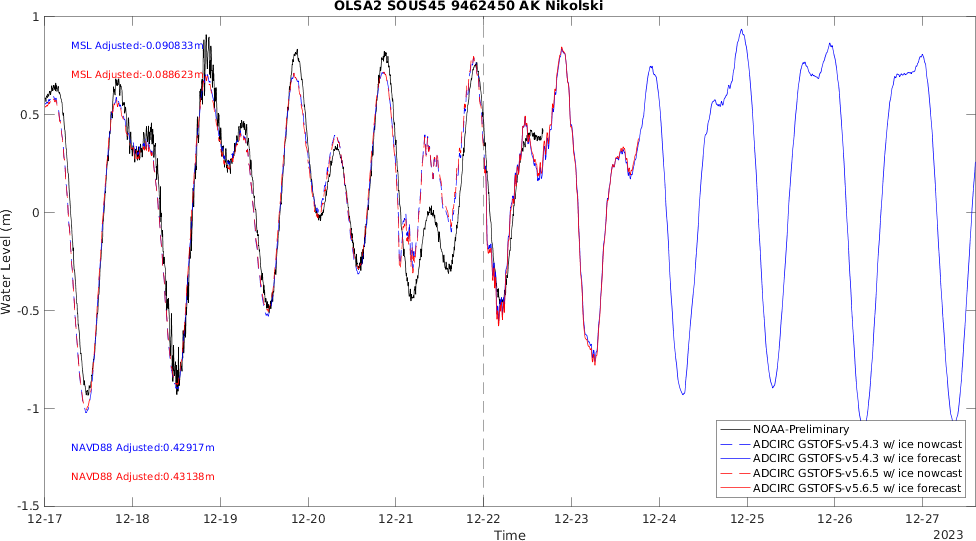 OLSA2 SOUS45 9462450 AK Nikolski
1
0.5
0
-0.5
-1
-1.5
Water Level (m)
MSL Adjusted:-0.090833m
MSL Adjusted:-0.088623m
NAVD88 Adjusted:0.42917m
NAVD88 Adjusted:0.43138m
NOAA-Preliminary
ADCIRC GSTOFS-v5.4.3 w/ ice nowcast
ADCIRC GSTOFS-v5.4.3 w/ ice forecast
ADCIRC GSTOFS-v5.6.5 w/ ice nowcast
ADCIRC GSTOFS-v5.6.5 w/ ice forecast
12-17 12-18 12-19 12-20 12-21 12-22 12-23 12-24 12-25 12-26 12-27
Time
2023